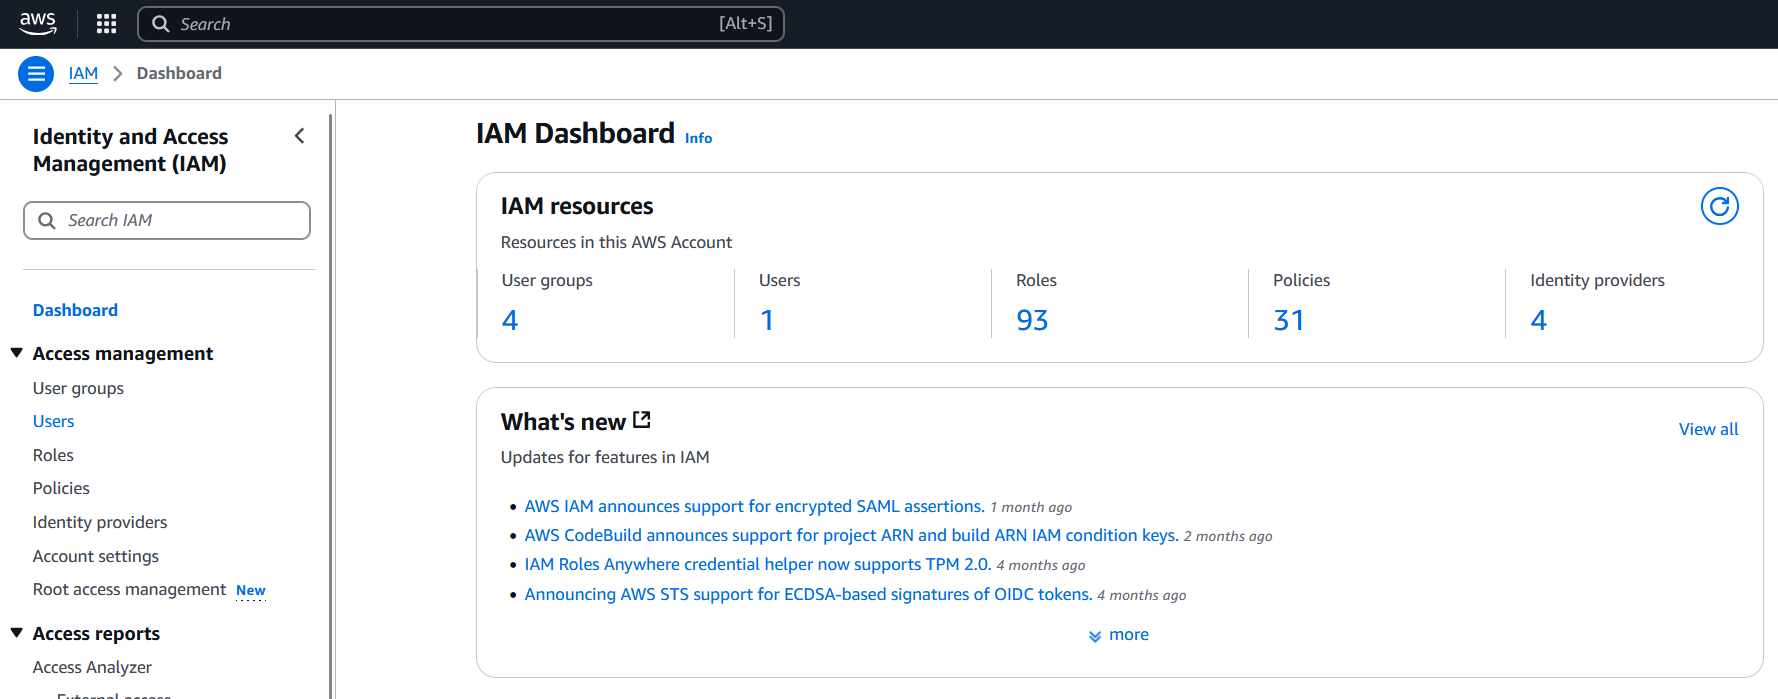 aws
Search [Alt+S]
IAM > Dashboard
Identity and Access
Management (IAM)
Search IAM
Dashboard
Access management
User groups
Users
Roles
Policies
Identity providers
Account settings
Root access management New
Access reports
Access Analyzer
External access
IAM Dashboard Info
IAM resources
Resources in this AWS Account
User groups
4
Users
1
Roles
93
Policies
31
Identity providers
4
What's new
View all
Updates for features in IAM
• AWS IAM announces support for encrypted SAML assertions. 1 month ago
• AWS CodeBuild announces support for project ARN and build ARN IAM condition keys. 2 months ago
• IAM Roles Anywhere credential helper now supports TPM 2.0. 4 months ago
• Announcing AWS STS support for ECDSA-based signatures of OIDC tokens. 4 months ago
more